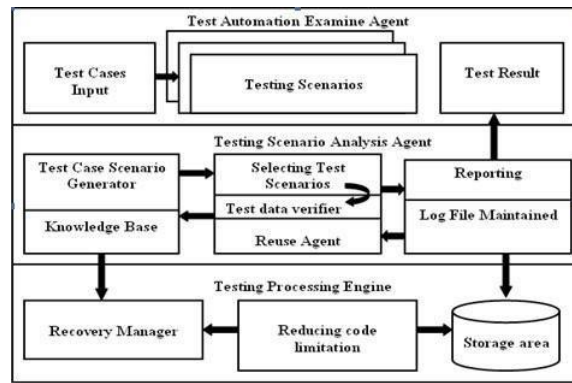 Test Automation Examine Agent
Test Cases
Input
Testing Scenarios
Test Result
Testing Scenario Analysis Agent
Test Case Scenario
Generator
Knowledge Base
Selecting Test
Scenarios
Test data verifier
Reuse Agent
Reporting
Log File Maintained
Testing Processing Engine
Recovery Manager
Reducing code
limitation
Storage area